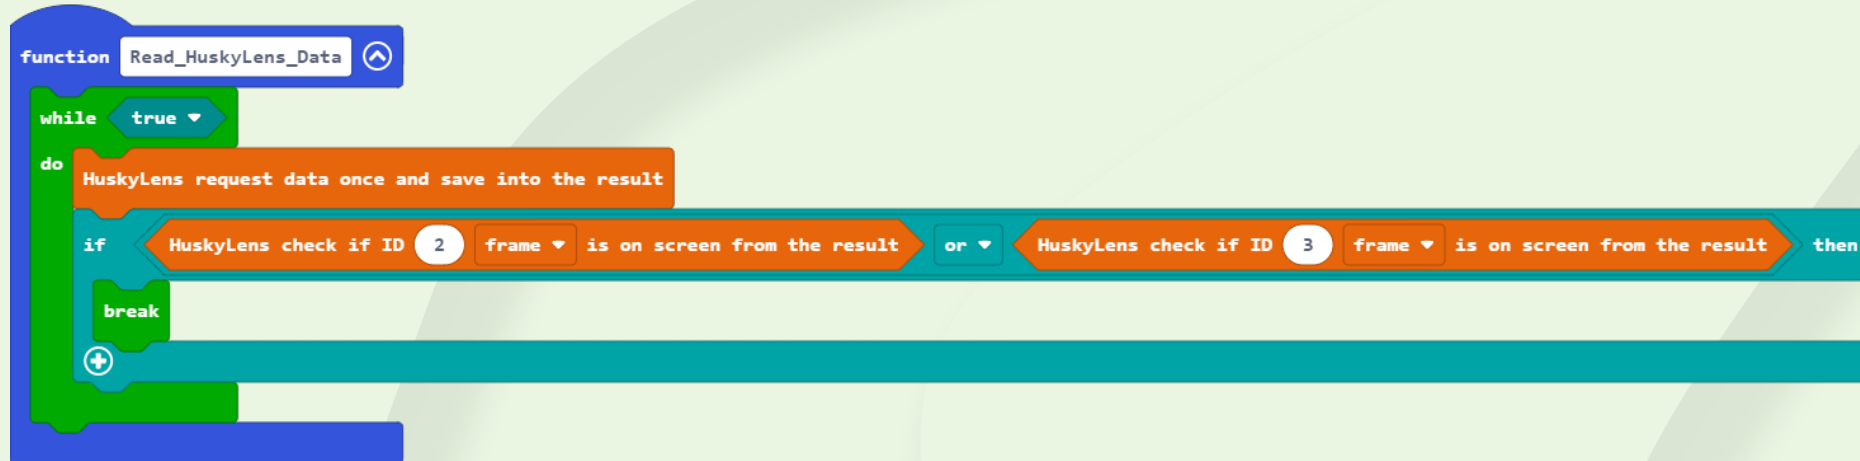 function Read_HuskyLens_Data
while true
do
HuskyLens request data once and save into the result
if HuskyLens check if ID 2 frame is on screen from the result or HuskyLens check if ID 3 frame is on screen from the result then
break